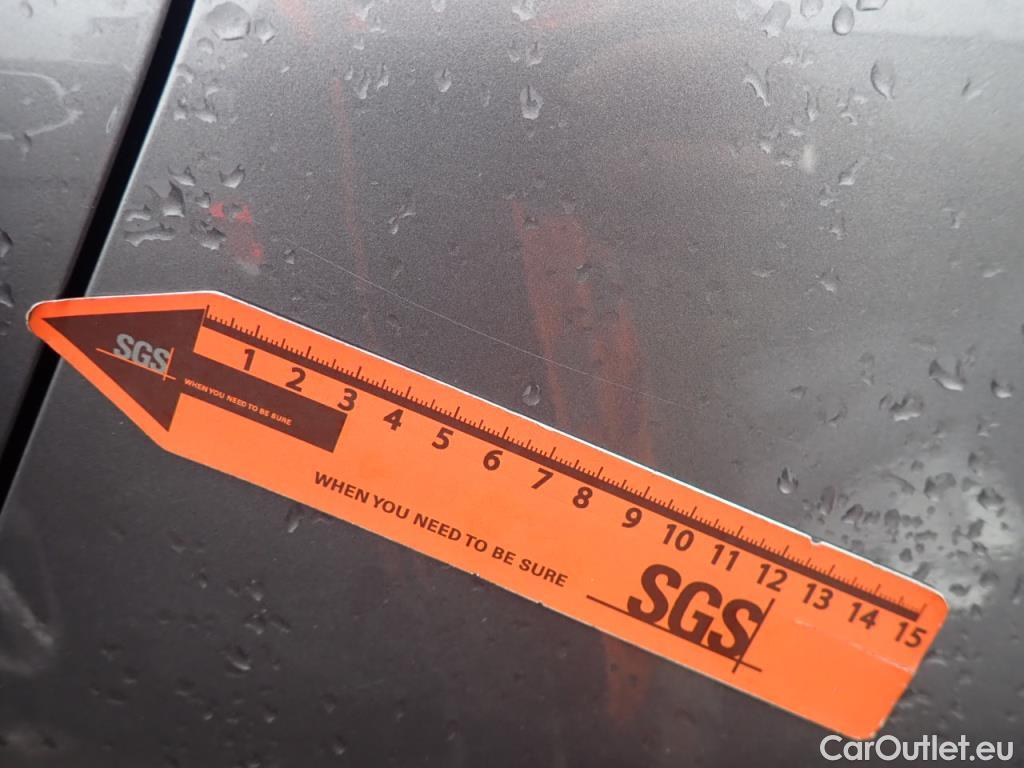 SGS
WHEN YOU NEED TO BE SURE
1 2 3 4 5 6 7 8 9 10 11 12 13 14 15
WHEN YOU NEED TO BE SURE
SGS
CarOutlet.eu